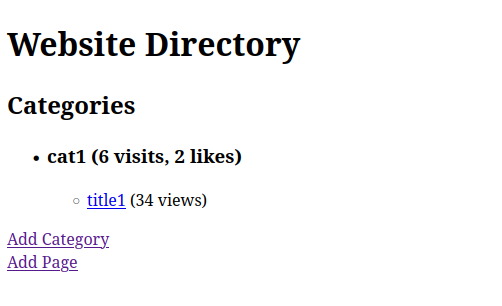 Website Directory
Categories
cat1 (6 visits, 2 likes)
title1 (34 views)
Add Category
Add Page